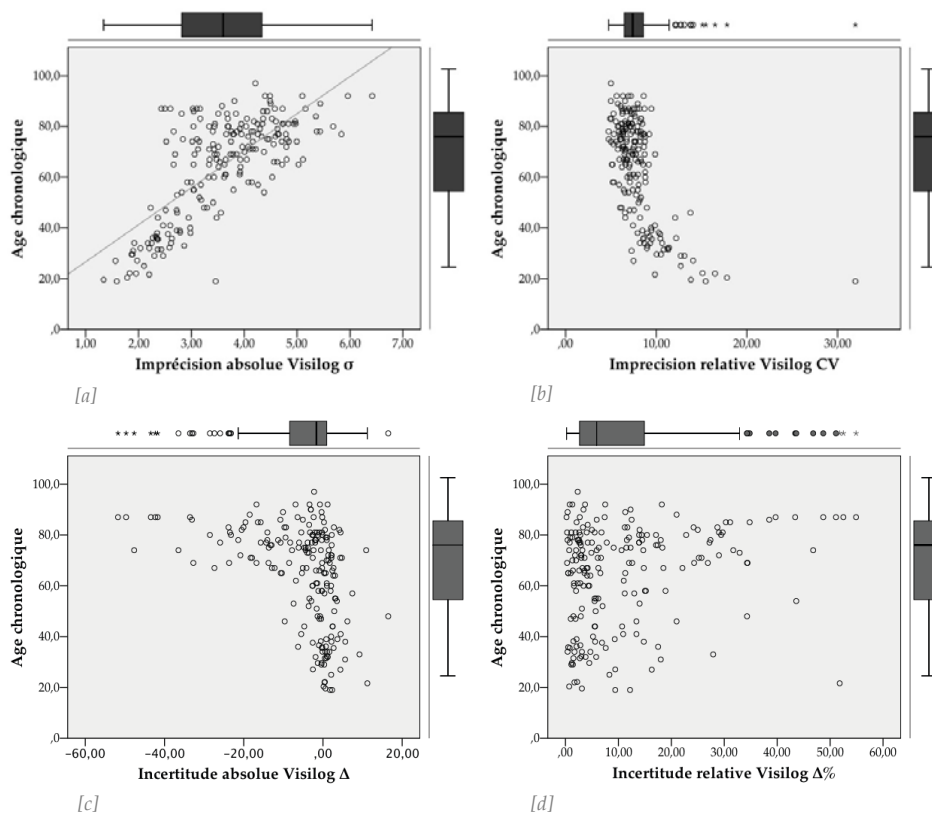 100,0
80,0
60,0
40,0
20,0
,0
Age chronologique
1,00 2,00 3,00 4,00 5,00 6,00 7,00
Imprécision absolue Visilog σ
[a]
100,0
80,0
60,0
40,0
20,0
,0
Age chronologique
,00 10,00 20,00 30,00
Imprecision relative Visilog CV
[b]
100,0
80,0
60,0
40,0
20,0
,0
Age chronologique
−60,00 −40,00 −20,00 ,00 20,00
Incertitude absolue Visilog Δ
[c]
100,0
80,0
60,0
40,0
20,0
,0
Age chronologique
,00 10,00 20,00 30,00 40,00 50,00 60,00
Incertitude relative Visilog Δ%
[d]